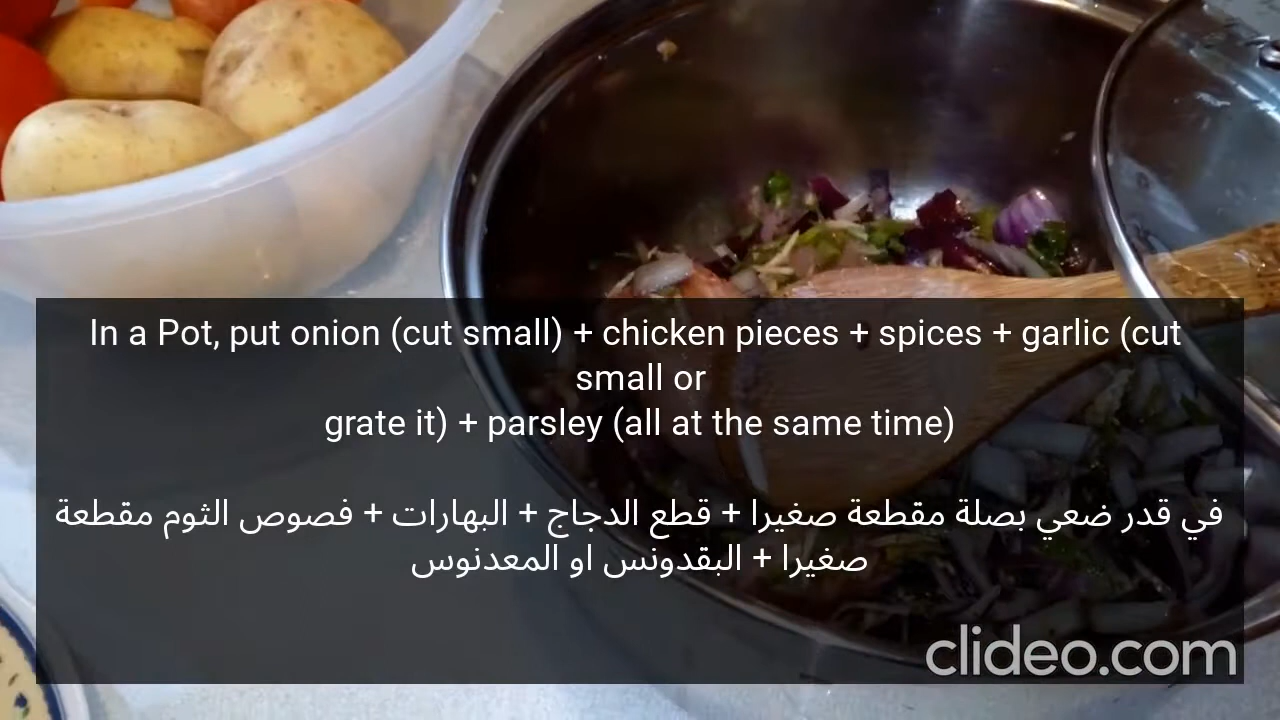 In a Pot, put onion (cut small) + chicken pieces + spices + garlic (cut
small or
grate it) + parsley (all at the same time)
في قدر ضعي بصلة مقطعة صغيرا + قطع الدجاج + البهارات + فصوص الثوم مقطعة
صغيرا + البقدونس او المعدنوس
clideo.com